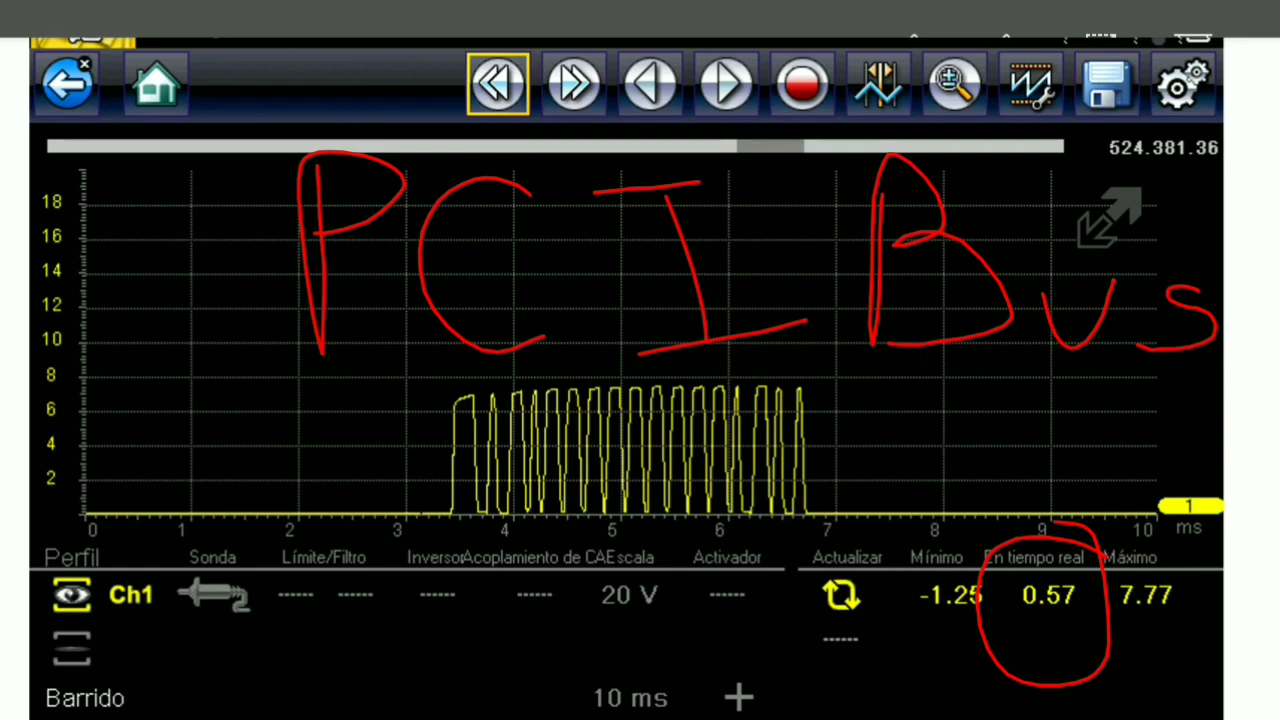 524.381.36
PCI Bus
18
16
14
12
10
8
6
4
2
1
0 1 2 3 4 5 6 7 8 9 10 ms
Perfil Sonda Límite/Filtro Inversor Acoplamiento de CA Escala Activador Actualizar Mínimo En tiempo real Máximo
Ch1 ------ ------ ------ ------ 20 V ------ -1.25 0.57 7.77
------
Barrido 10 ms +